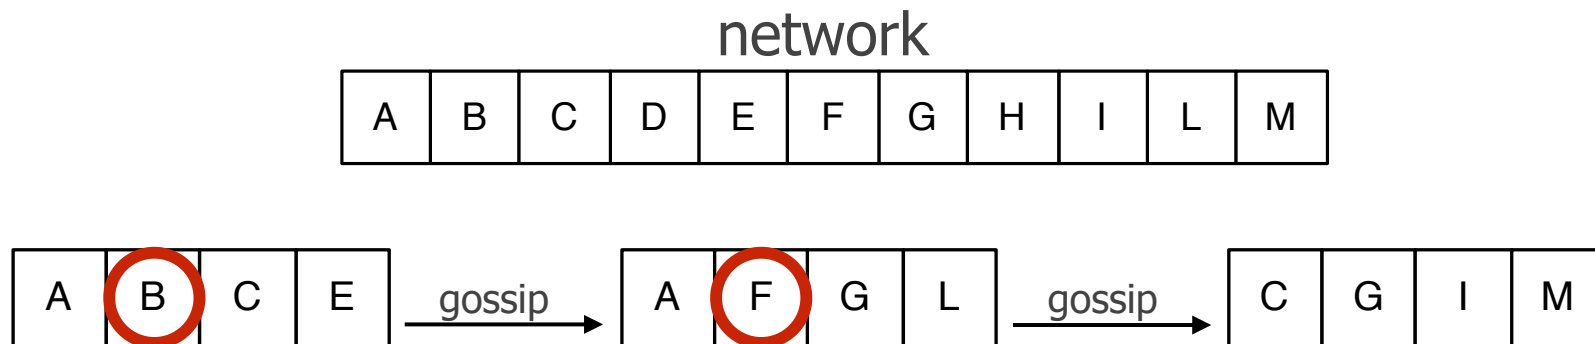 network
A B C D E F G H I L M
A B C E gossip A F G L gossip C G I M